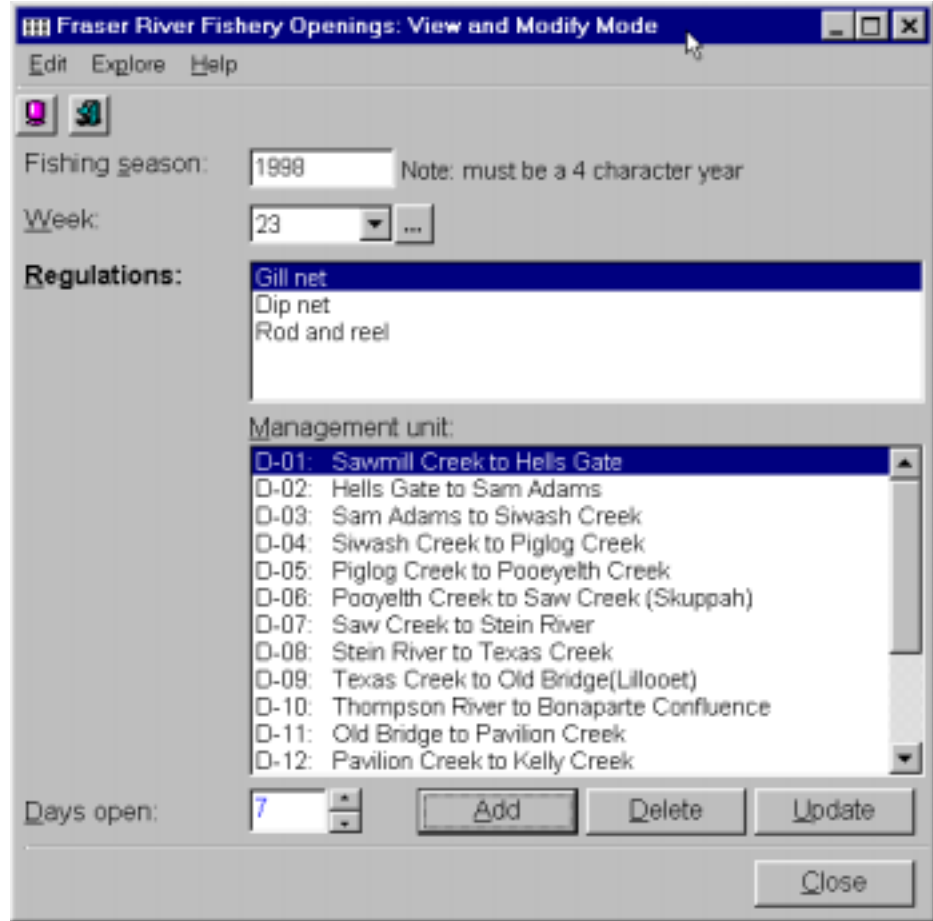 Fraser River Fishery Openings: View and Modify Mode
Edit Explore Help
Fishing season: 1998 Note: must be a 4 character year
Week: 23 ...
Regulations: Gill net
Dip net
Rod and reel
Management unit:
D-01: Sawmill Creek to Hells Gate
D-02: Hells Gate to Sam Adams
D-03: Sam Adams to Siwash Creek
D-04: Siwash Creek to Piglog Creek
D-05: Piglog Creek to Pooeyelth Creek
D-06: Pooyelth Creek to Saw Creek (Skuppah)
D-07: Saw Creek to Stein River
D-08: Stein River to Texas Creek
D-09: Texas Creek to Old Bridge(Lillooet)
D-10: Thompson River to Bonaparte Confluence
D-11: Old Bridge to Pavilion Creek
D-12: Pavilion Creek to Kelly Creek
Days open: 7 Add Delete Update
Close